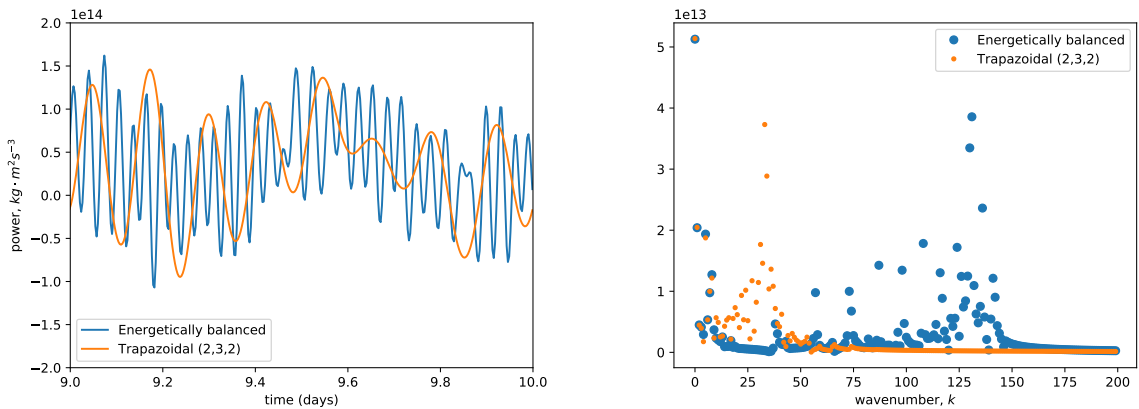 1e14
2.0
1.5
1.0
0.5
0.0
−0.5
−1.0
−1.5
−2.0
power, kg · m²s⁻³
Energetically balanced
Trapazoidal (2,3,2)
9.0 9.2 9.4 9.6 9.8 10.0
time (days)
1e13
5
4
3
2
1
0
Energetically balanced
Trapazoidal (2,3,2)
0 25 50 75 100 125 150 175 200
wavenumber, k